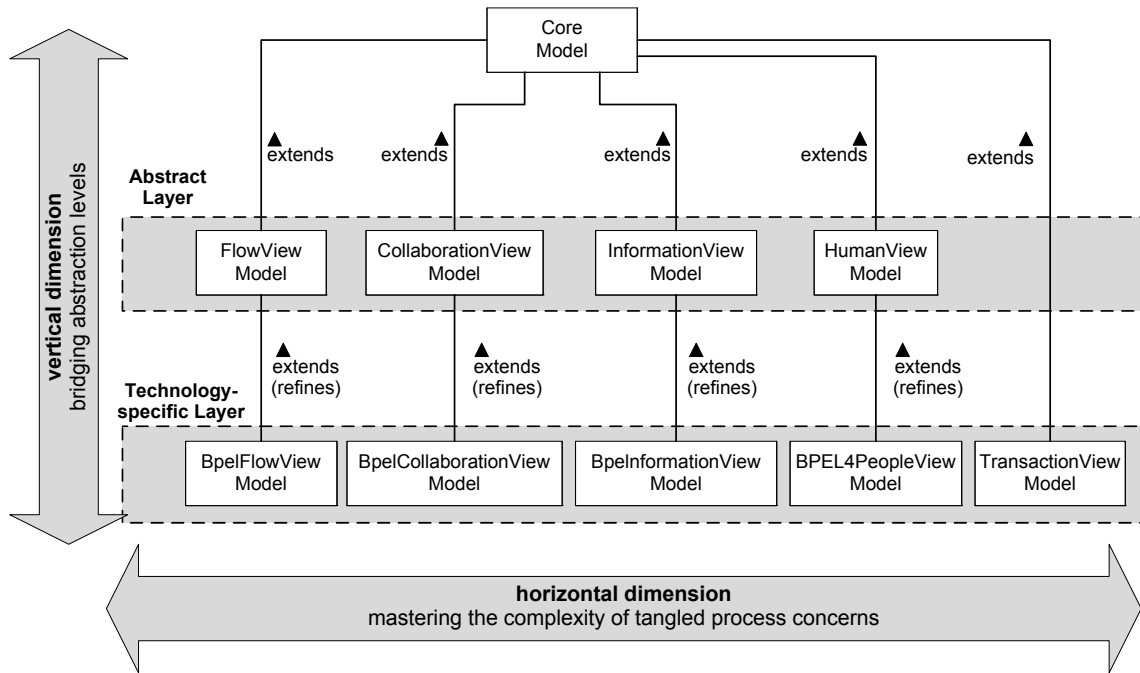 Core
Model
extends
extends
extends
extends
extends
Abstract
Layer
FlowView
Model
CollaborationView
Model
InformationView
Model
HumanView
Model
vertical dimension
bridging abstraction levels
extends
(refines)
extends
(refines)
extends
(refines)
extends
(refines)
Technology-
specific Layer
BpelFlowView
Model
BpelCollaborationView
Model
BpelnformationView
Model
BPEL4PeopleView
Model
TransactionView
Model
horizontal dimension
mastering the complexity of tangled process concerns